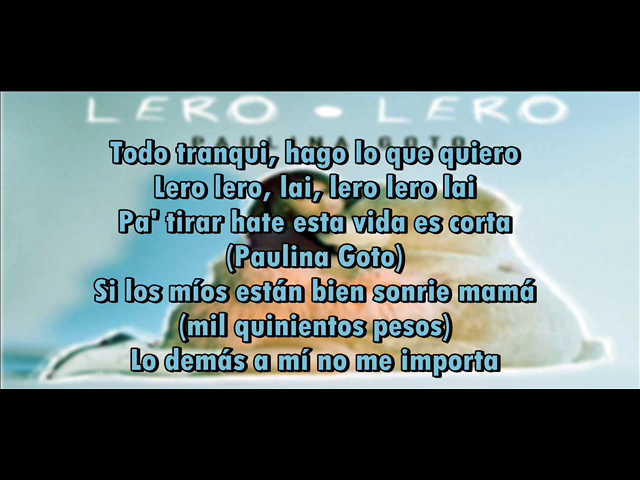 LERO • LERO
PAULINA GOTO
Todo tranqui, hago lo que quiero
Lero lero, lai, lero lero lai
Pa' tirar hate esta vida es corta
(Paulina Goto)
Si los míos están bien sonrie mamá
(mil quinientos pesos)
Lo demás a mí no me importa